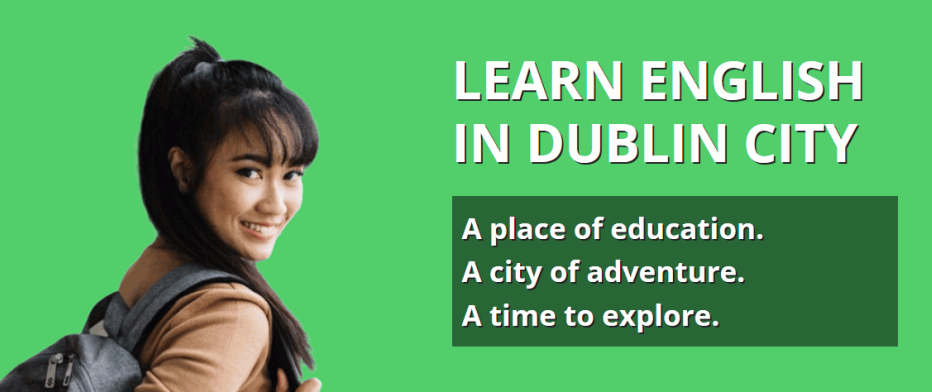 LEARN ENGLISH
IN DUBLIN CITY
A place of education.
A city of adventure.
A time to explore.